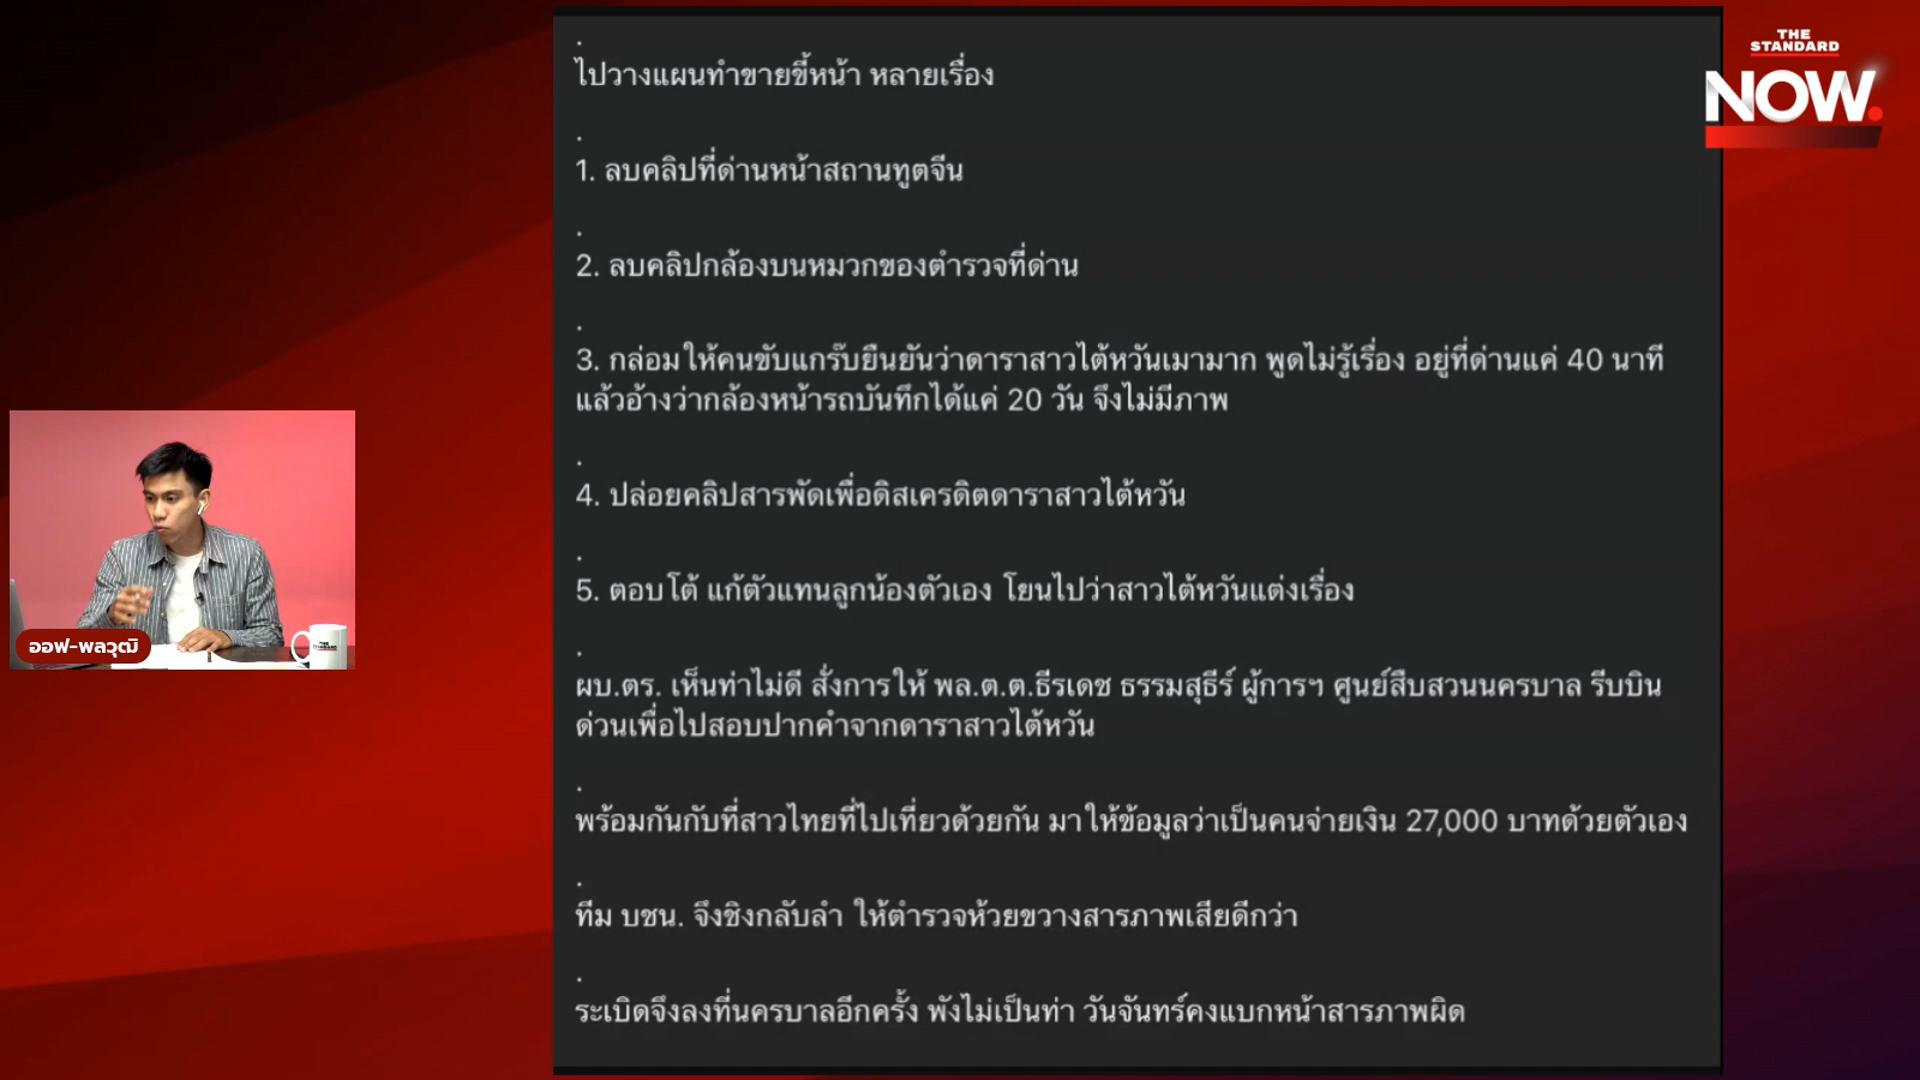 .
ไปวางแผนทำขายขี้หน้า หลายเรื่อง
.
1. ลบคลิปที่ด่านหน้าสถานทูตจีน
.
2. ลบคลิปกล้องบนหมวกของตำรวจที่ด่าน
.
3. กล่อมให้คนขับแกร๊บยืนยันว่าดาราสาวไต้หวันเมามาก พูดไม่รู้เรื่อง อยู่ที่ด่านแค่ 40 นาที
แล้วอ้างว่ากล้องหน้ารถบันทึกได้แค่ 20 วัน จึงไม่มีภาพ
.
4. ปล่อยคลิปสารพัดเพื่อดิสเครดิตดาราสาวไต้หวัน
.
5. ตอบโต้ แก้ตัวแทนลูกน้องตัวเอง โยนไปว่าสาวไต้หวันแต่งเรื่อง
.
ผบ.ตร. เห็นท่าไม่ดี สั่งการให้ พล.ต.ต.ธีรเดช ธรรมสุธีร์ ผู้การฯ ศูนย์สืบสวนนครบาล รีบบิน
ด่วนเพื่อไปสอบปากคำจากดาราสาวไต้หวัน
.
พร้อมกันกับที่สาวไทยที่ไปเที่ยวด้วยกัน มาให้ข้อมูลว่าเป็นคนจ่ายเงิน 27,000 บาทด้วยตัวเอง
.
ทีม บชน. จึงชิงกลับลำ ให้ตำรวจห้วยขวางสารภาพเสียดีกว่า
.
ระเบิดจึงลงที่นครบาลอีกครั้ง พังไม่เป็นท่า วันจันทร์คงแบกหน้าสารภาพผิด
THE
STANDARD
NOW.
ออฟ-พลวุฒิ
THE
STANDARD